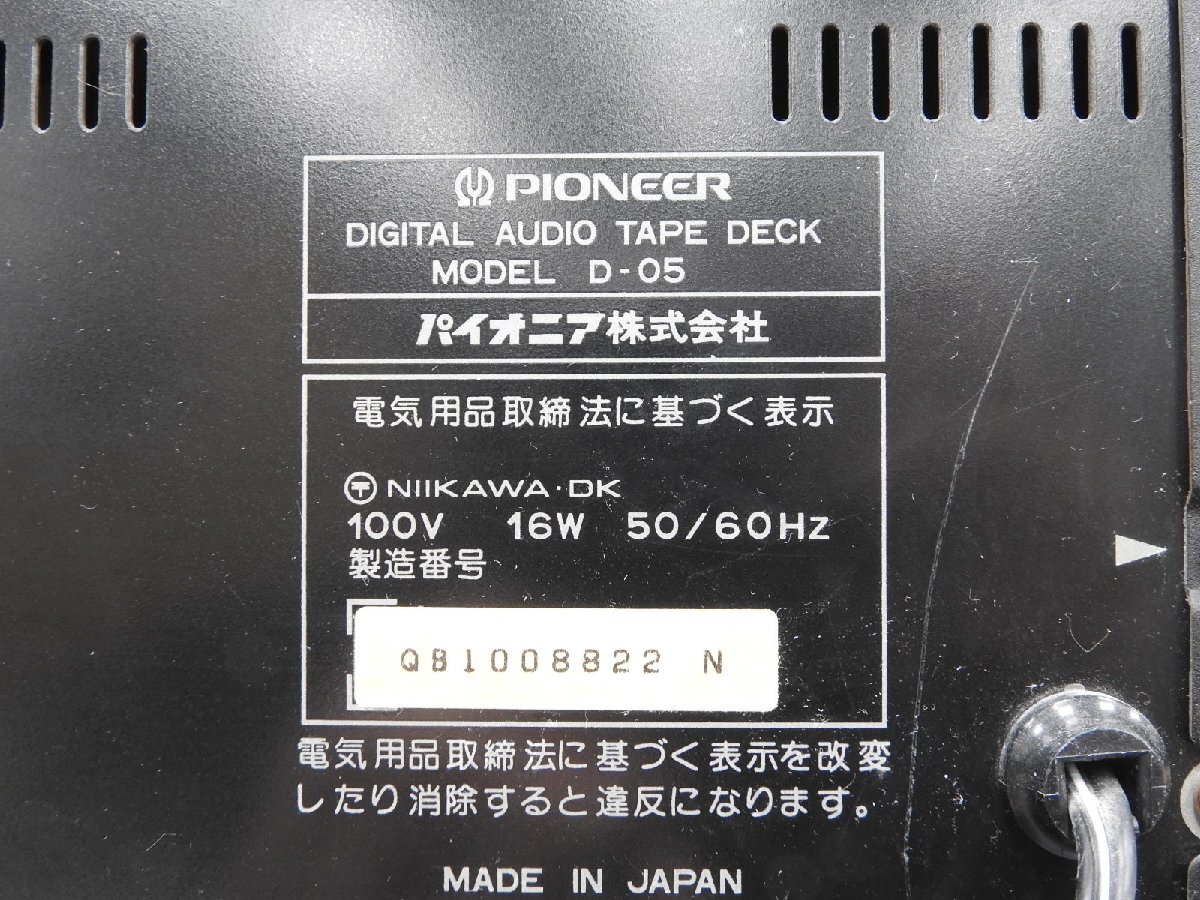 PIONEER
DIGITAL AUDIO TAPE DECK
MODEL D-05
パイオニア株式会社
電気用品取締法に基づく表示
〒 NIIKAWA·DK
100V 16W 50/60Hz
製造番号
QB1008822 N
電気用品取締法に基づく表示を改変
したり消除すると違反になります。
MADE IN JAPAN